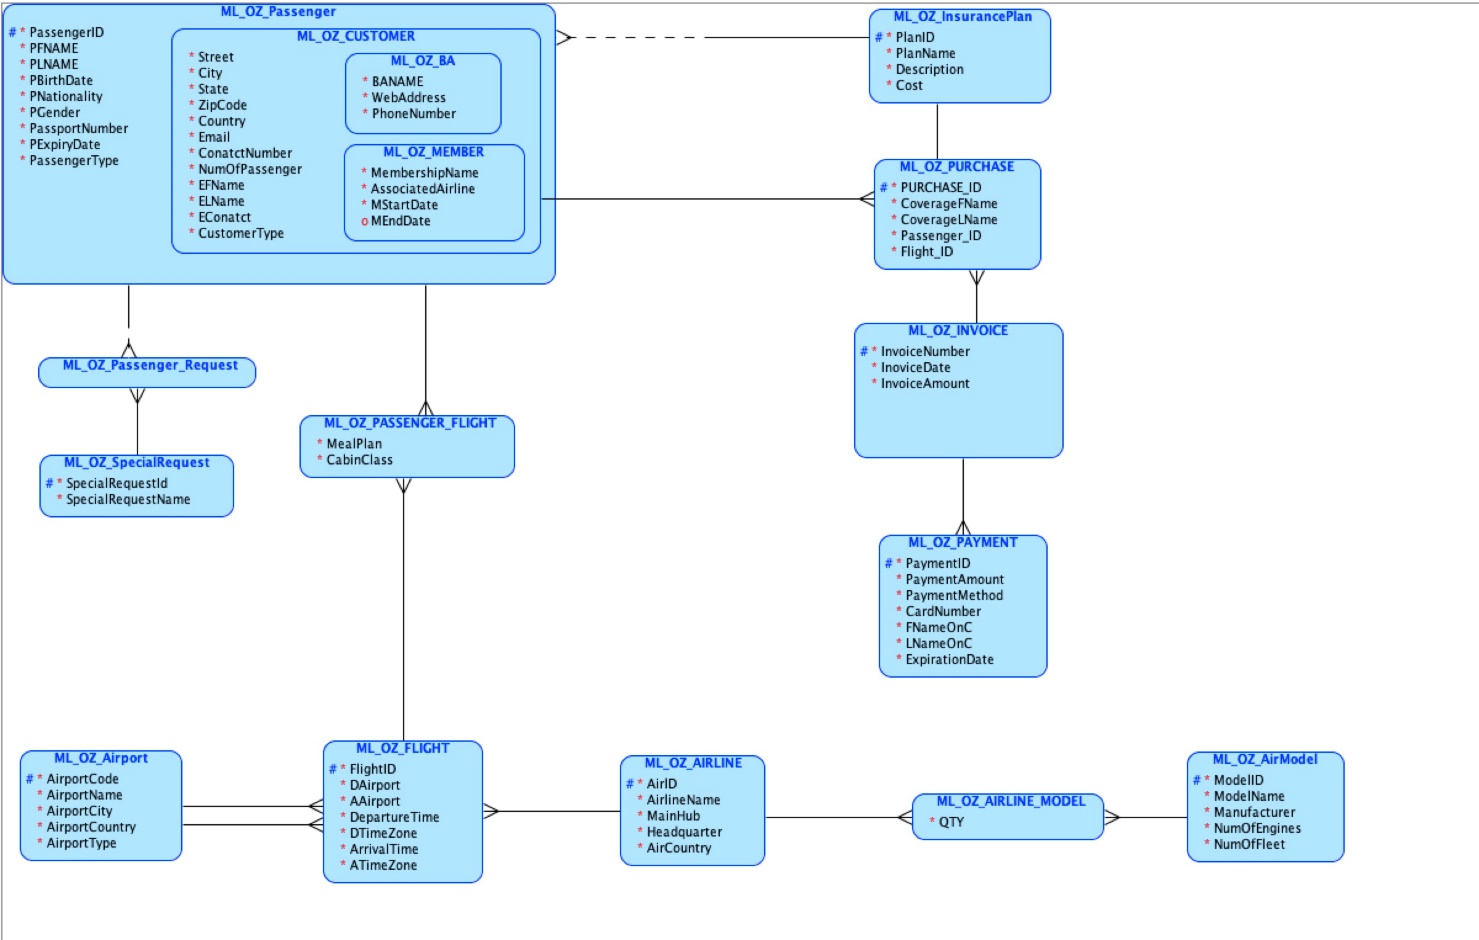 ML_OZ_Passenger
# * PassengerID
* PFNAME
* PLNAME
* PBirthDate
* PNationality
* PGender
* PassportNumber
* PExpiryDate
* PassengerType
ML_OZ_CUSTOMER
* Street
* City
* State
* ZipCode
* Country
* Email
* ConatctNumber
* NumOfPassenger
* EFName
* ELName
* EConatct
* CustomerType
ML_OZ_BA
* BANAME
* WebAddress
* PhoneNumber
ML_OZ_MEMBER
* MembershipName
* AssociatedAirline
* MStartDate
o MEndDate
ML_OZ_InsurancePlan
# * PlanID
* PlanName
* Description
* Cost
ML_OZ_PURCHASE
# * PURCHASE_ID
* CoverageFName
* CoverageLName
* Passenger_ID
* Flight_ID
ML_OZ_INVOICE
# * InvoiceNumber
* InoviceDate
* InvoiceAmount
ML_OZ_Passenger_Request
ML_OZ_SpecialRequest
# * SpecialRequestId
* SpecialRequestName
ML_OZ_PASSENGER_FLIGHT
* MealPlan
* CabinClass
ML_OZ_PAYMENT
# * PaymentID
* PaymentAmount
* PaymentMethod
* CardNumber
* FNameOnC
* LNameOnC
* ExpirationDate
ML_OZ_Airport
# * AirportCode
* AirportName
* AirportCity
* AirportCountry
* AirportType
ML_OZ_FLIGHT
# * FlightID
* DAirport
* AAirport
* DepartureTime
* DTimeZone
* ArrivalTime
* ATimeZone
ML_OZ_AIRLINE
# * AirID
* AirlineName
* MainHub
* Headquarter
* AirCountry
ML_OZ_AIRLINE_MODEL
* QTY
ML_OZ_AirModel
# * ModelID
* ModelName
* Manufacturer
* NumOfEngines
* NumOfFleet